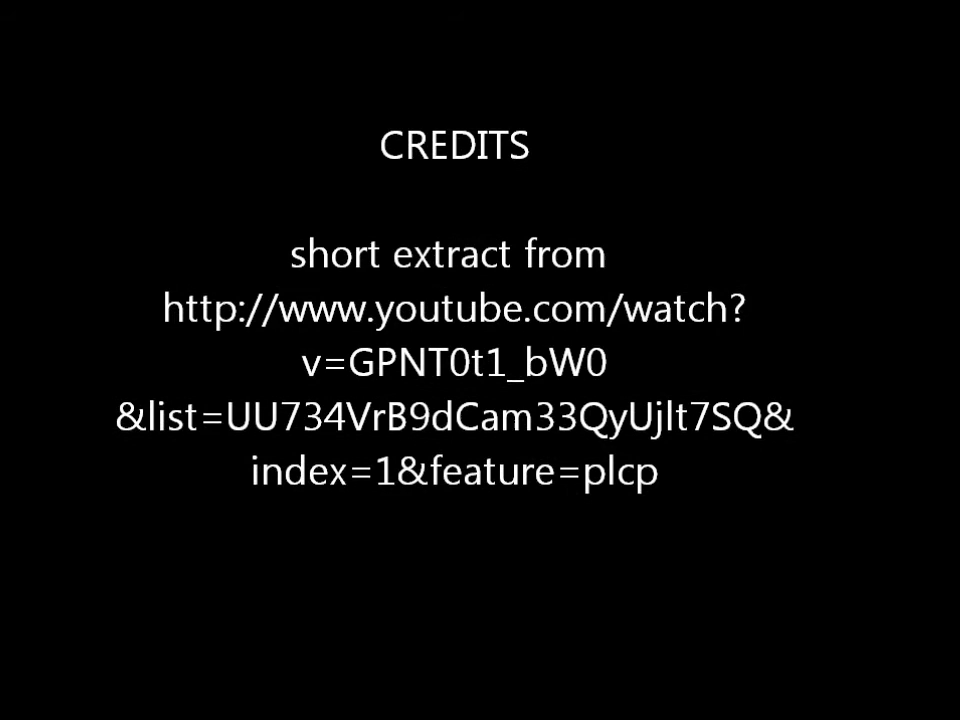 CREDITS
short extract from
http://www.youtube.com/watch?
v=GPNT0t1_bW0
&list=UU734VrB9dCam33QyUjlt7SQ&
index=1&feature=plcp